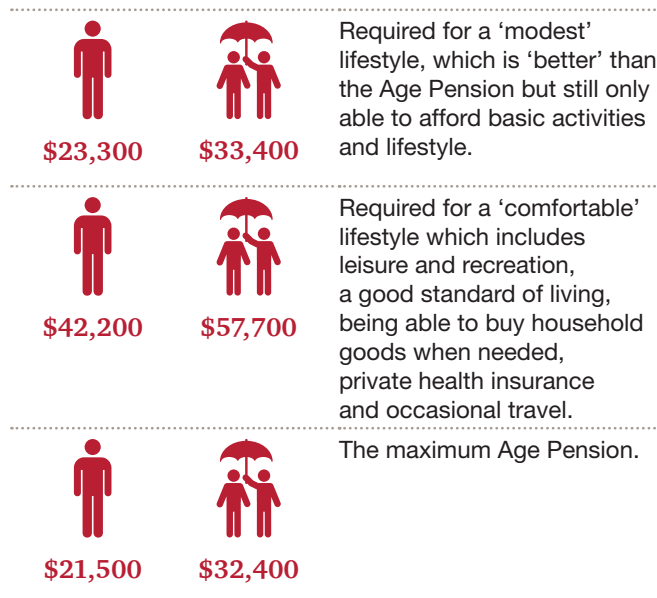 Required for a ‘modest’
lifestyle, which is ‘better’ than
the Age Pension but still only
able to afford basic activities
and lifestyle.
$23,300
$33,400
Required for a ‘comfortable’
lifestyle which includes
leisure and recreation,
a good standard of living,
being able to buy household
goods when needed,
private health insurance
and occasional travel.
$42,200
$57,700
The maximum Age Pension.
$21,500
$32,400